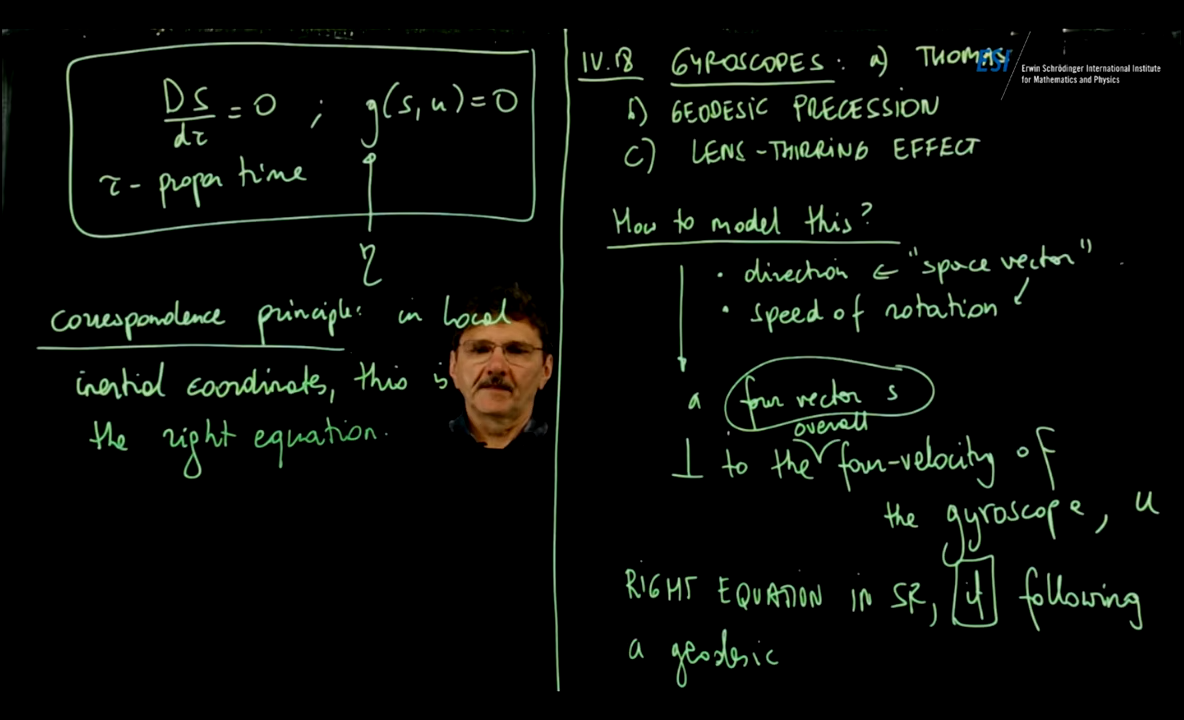 Ds/dτ = 0 ; g(s, u) = 0
τ - proper time
η
Correspondence principle: in local
inertial coordinates, this is
the right equation.
IV.18 GYROSCOPES: a) THOMAS
b) GEODESIC PRECESSION
c) LENS-THIRRING EFFECT
How to model this?
• direction ∈ "space vector"
• speed of rotation
a four vector s
overall
⊥ to the four-velocity of
the gyroscope, u
RIGHT EQUATION IN SR, if following
a geodesic
ESI
Erwin Schrödinger International Institute
for Mathematics and Physics